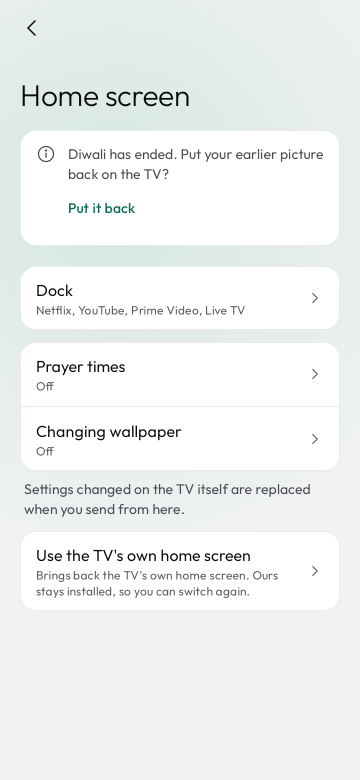 Home screen
Diwali has ended. Put your earlier picture
back on the TV?
Put it back
Dock
Netflix, YouTube, Prime Video, Live TV
Prayer times
Off
Changing wallpaper
Off
Settings changed on the TV itself are replaced
when you send from here.
Use the TV's own home screen
Brings back the TV's own home screen. Ours
stays installed, so you can switch again.